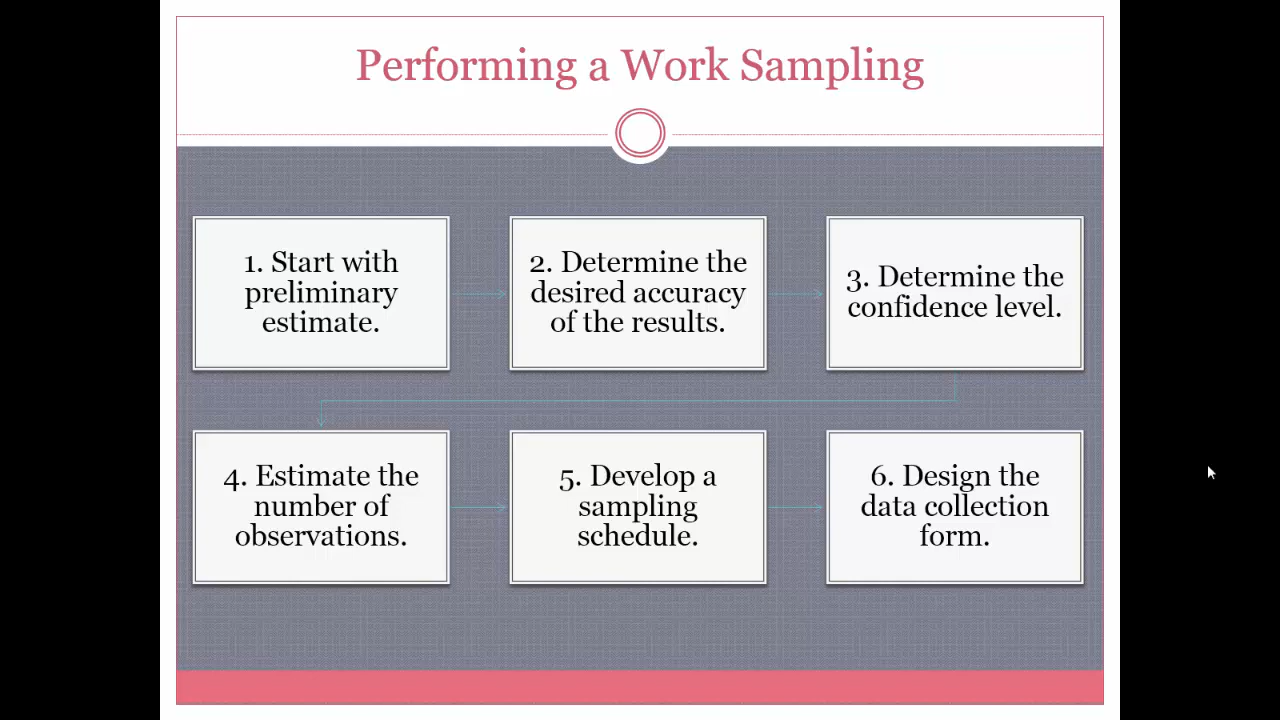 Performing a Work Sampling
1. Start with
preliminary
estimate.
2. Determine the
desired accuracy
of the results.
3. Determine the
confidence level.
4. Estimate the
number of
observations.
5. Develop a
sampling
schedule.
6. Design the
data collection
form.